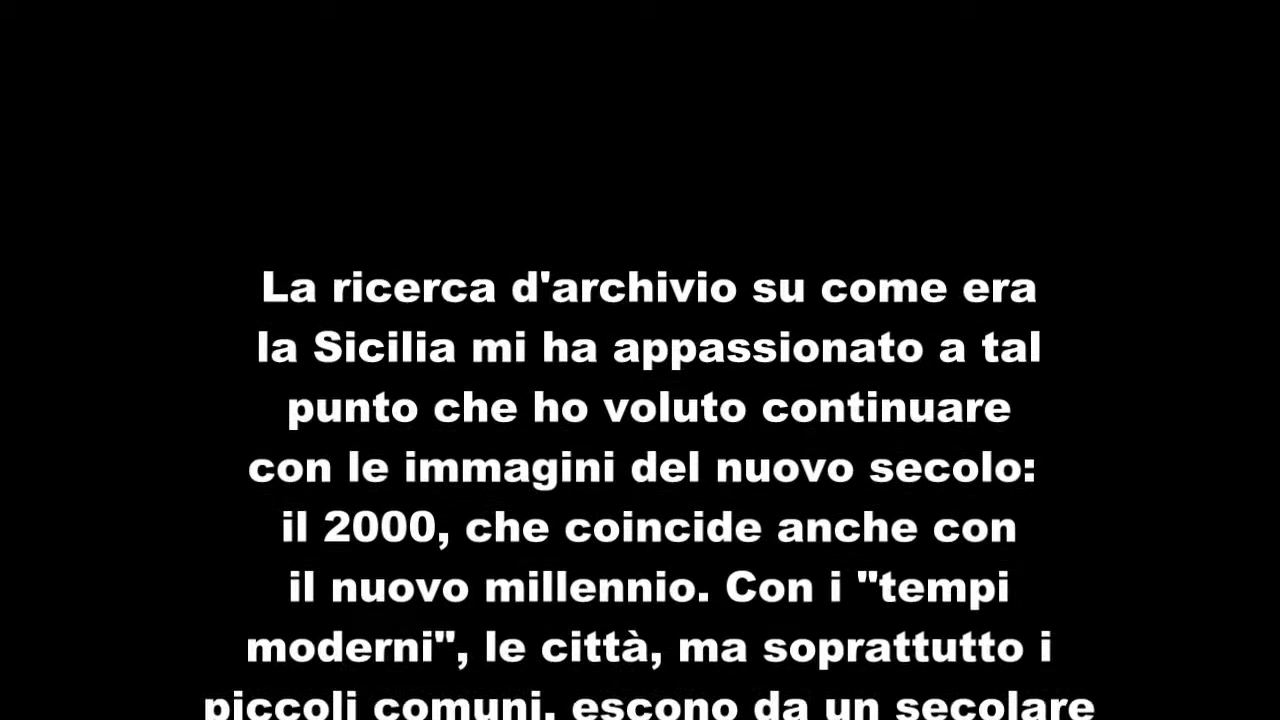 La ricerca d'archivio su come era
la Sicilia mi ha appassionato a tal
punto che ho voluto continuare
con le immagini del nuovo secolo:
il 2000, che coincide anche con
il nuovo millennio. Con i "tempi
moderni", le città, ma soprattutto i
piccoli comuni, escono da un secolare